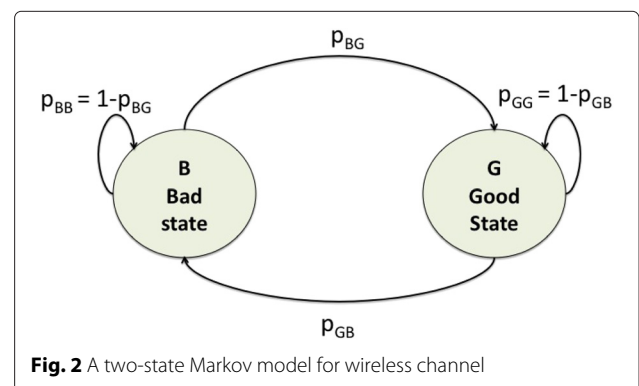 p_BG
p_BB = 1-p_BG
p_GG = 1-p_GB
B
Bad
state
G
Good
State
p_GB
Fig. 2 A two-state Markov model for wireless channel